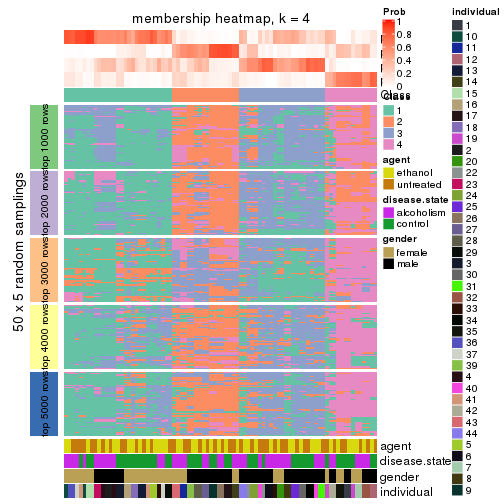 membership heatmap, k = 4
Prob
1
0.8
0.6
0.4
0.2
0
Class
1
2
3
4
agent
ethanol
untreated
disease.state
alcoholism
control
gender
female
male
individual
1
10
11
12
13
14
15
16
17
18
19
2
20
22
23
24
25
26
27
28
29
3
30
31
32
33
34
35
36
37
39
4
40
41
42
43
44
5
6
7
8
9
50 x 5 random samplings
top 1000 rows
top 2000 rows
top 3000 rows
top 4000 rows
top 5000 rows
agent
disease.state
gender
individual